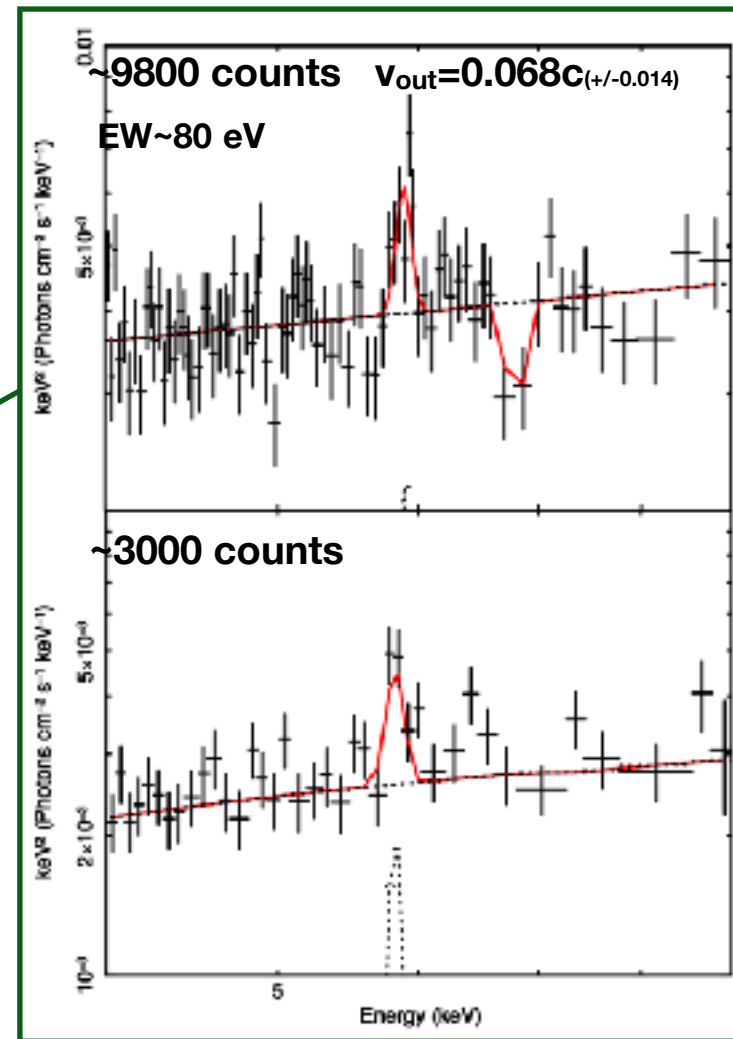 0.01
~9800 counts v_out=0.068c(+/-0.014)
EW~80 eV
5×10⁻³
keV² (Photons cm⁻² s⁻¹ keV⁻¹)
~3000 counts
5×10⁻³
keV² (Photons cm⁻² s⁻¹ keV⁻¹)
2×10⁻³
10⁻³
5
Energy (keV)